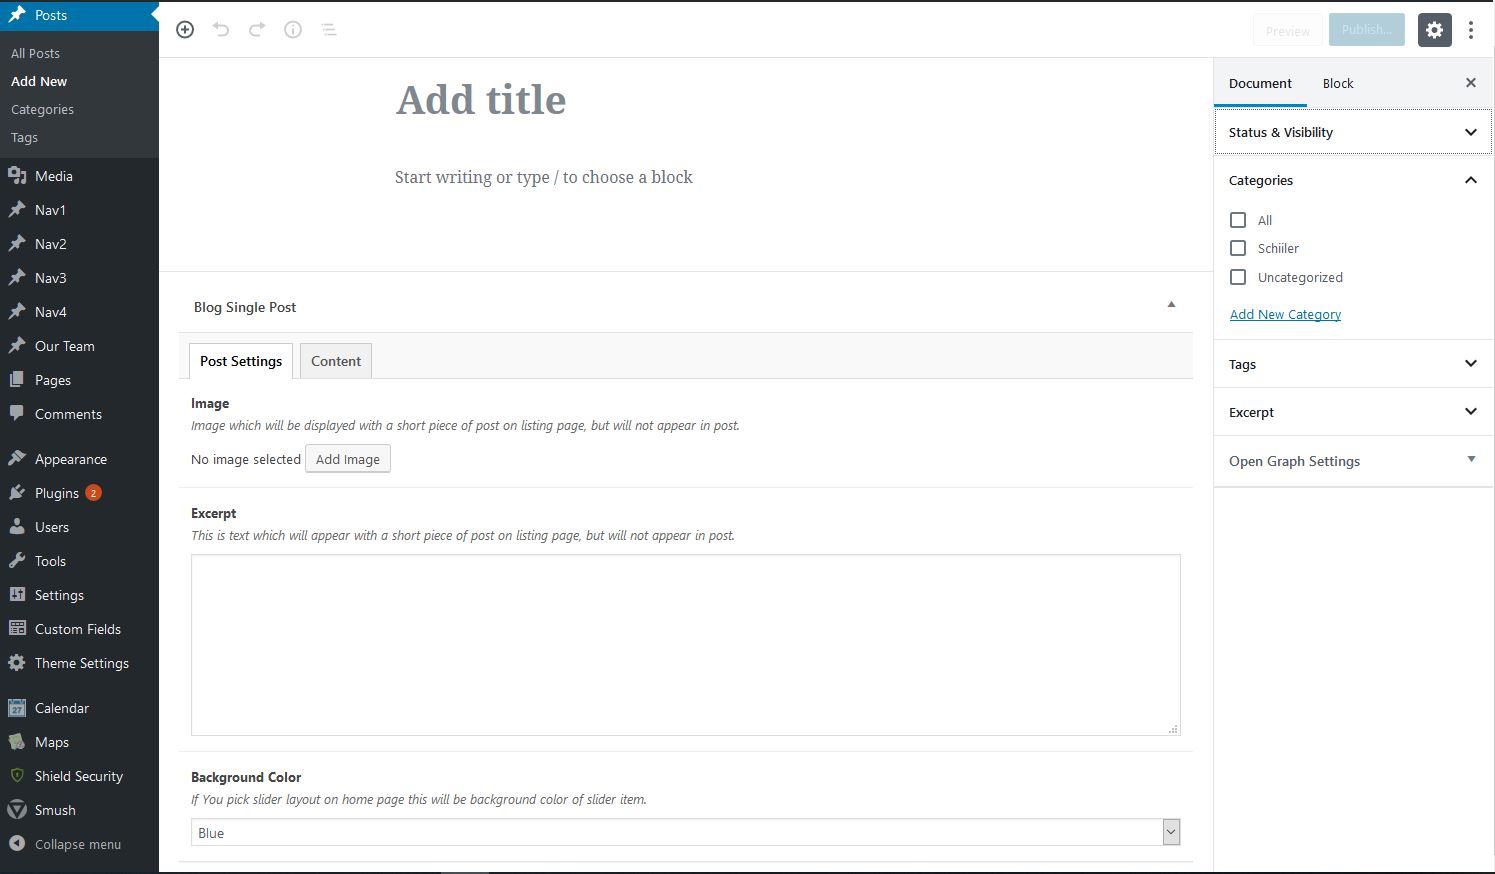 Posts
All Posts
Add New
Categories
Tags
Media
Nav1
Nav2
Nav3
Nav4
Our Team
Pages
Comments
Appearance
Plugins 2
Users
Tools
Settings
Custom Fields
Theme Settings
27 Calendar
Maps
Shield Security
Smush
Collapse menu
Preview Publish...
Add title
Start writing or type / to choose a block
Blog Single Post
Post Settings Content
Image
Image which will be displayed with a short piece of post on listing page, but will not appear in post.
No image selected Add Image
Excerpt
This is text which will appear with a short piece of post on listing page, but will not appear in post.
Background Color
If You pick slider layout on home page this will be background color of slider item.
Blue
Document Block
Status & Visibility
Categories
All
Schiiler
Uncategorized
Add New Category
Tags
Excerpt
Open Graph Settings